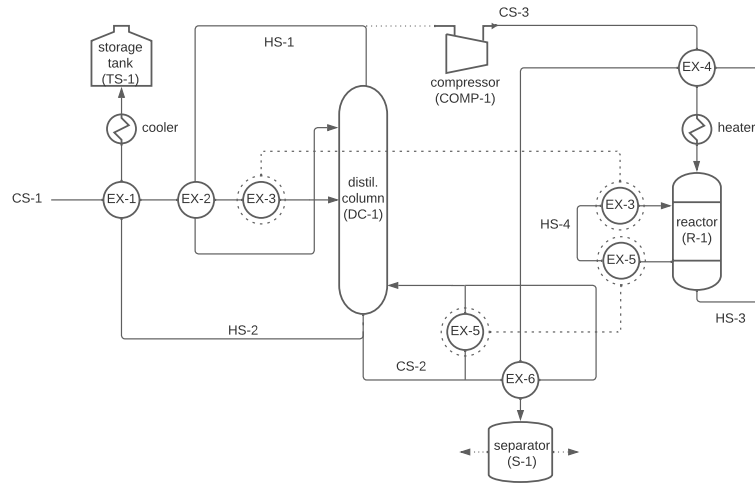 CS-3
HS-1
storage
tank
(TS-1)
EX-4
compressor
(COMP-1)
cooler
heater
CS-1
EX-1
EX-2
EX-3
distil.
column
(DC-1)
EX-3
HS-4
reactor
(R-1)
EX-5
HS-3
HS-2
EX-5
CS-2
EX-6
separator
(S-1)